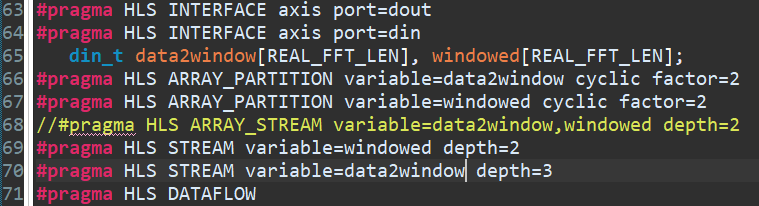 63 #pragma HLS INTERFACE axis port=dout
64 #pragma HLS INTERFACE axis port=din
65 din_t data2window[REAL_FFT_LEN], windowed[REAL_FFT_LEN];
66 #pragma HLS ARRAY_PARTITION variable=data2window cyclic factor=2
67 #pragma HLS ARRAY_PARTITION variable=windowed cyclic factor=2
68 //#pragma HLS ARRAY_STREAM variable=data2window,windowed depth=2
69 #pragma HLS STREAM variable=windowed depth=2
70 #pragma HLS STREAM variable=data2window depth=3
71 #pragma HLS DATAFLOW